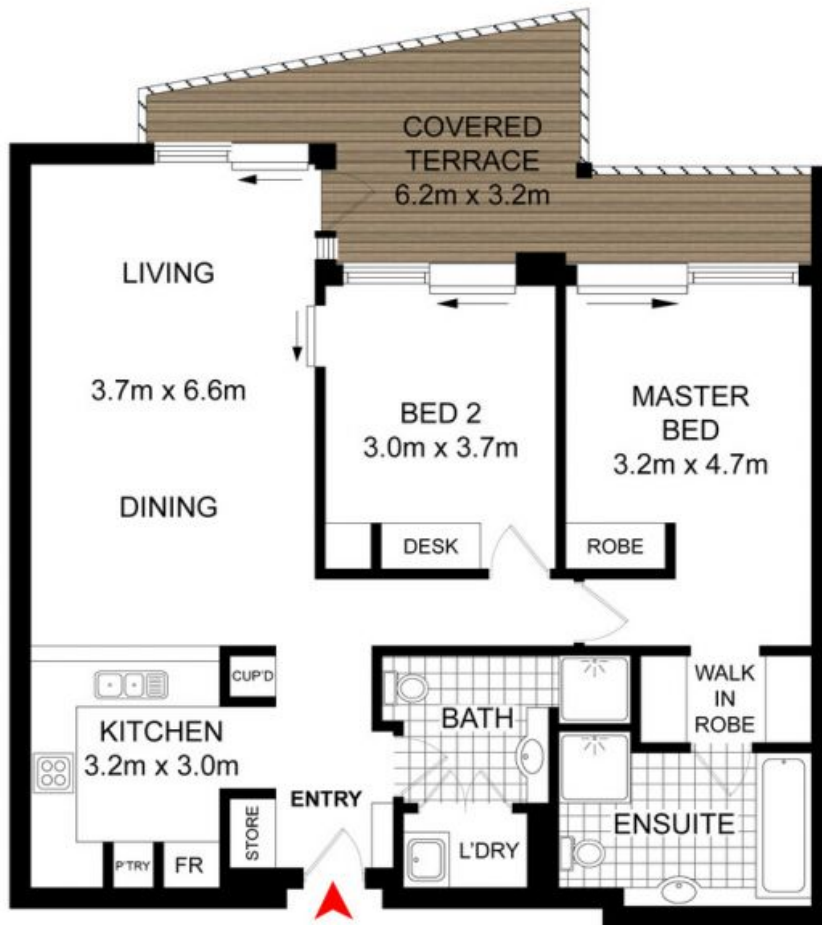 COVERED
TERRACE
6.2m x 3.2m
LIVING
3.7m x 6.6m
DINING
BED 2
3.0m x 3.7m
MASTER
BED
3.2m x 4.7m
DESK
ROBE
CUP'D
KITCHEN
3.2m x 3.0m
BATH
WALK
IN
ROBE
ENTRY
STORE
P'TRY
FR
L'DRY
ENSUITE